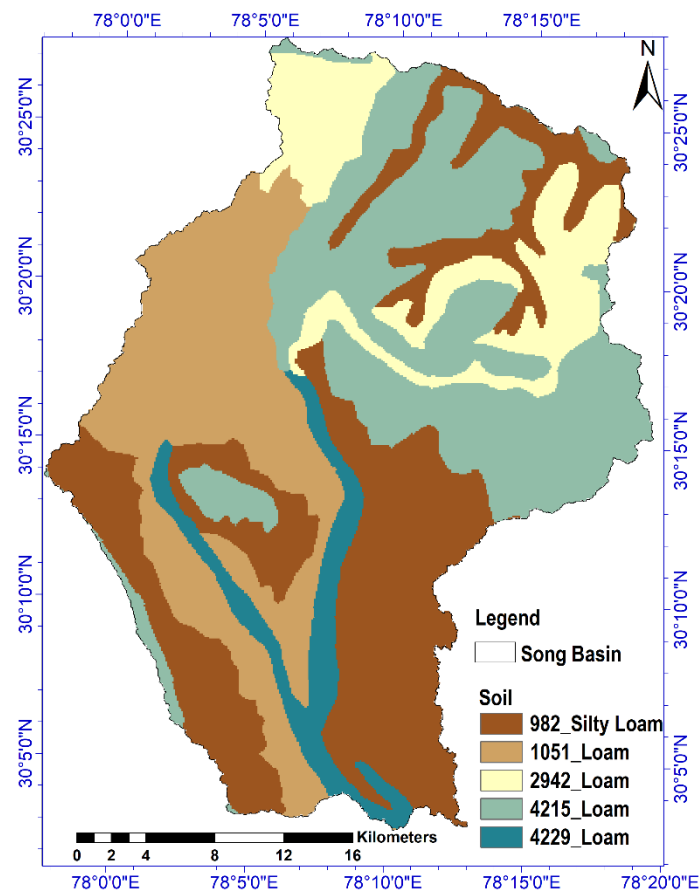 78°0'0"E 78°5'0"E 78°10'0"E 78°15'0"E
N
30°25'0"N 30°25'0"N
30°20'0"N 30°20'0"N
30°15'0"N 30°15'0"N
30°10'0"N 30°10'0"N
Legend
Song Basin
Soil
982_Silty Loam
1051_Loam
2942_Loam
4215_Loam
4229_Loam
30°5'0"N 30°5'0"N
Kilometers
0 2 4 8 12 16
78°0'0"E 78°5'0"E 78°10'0"E 78°15'0"E 78°20'0"E